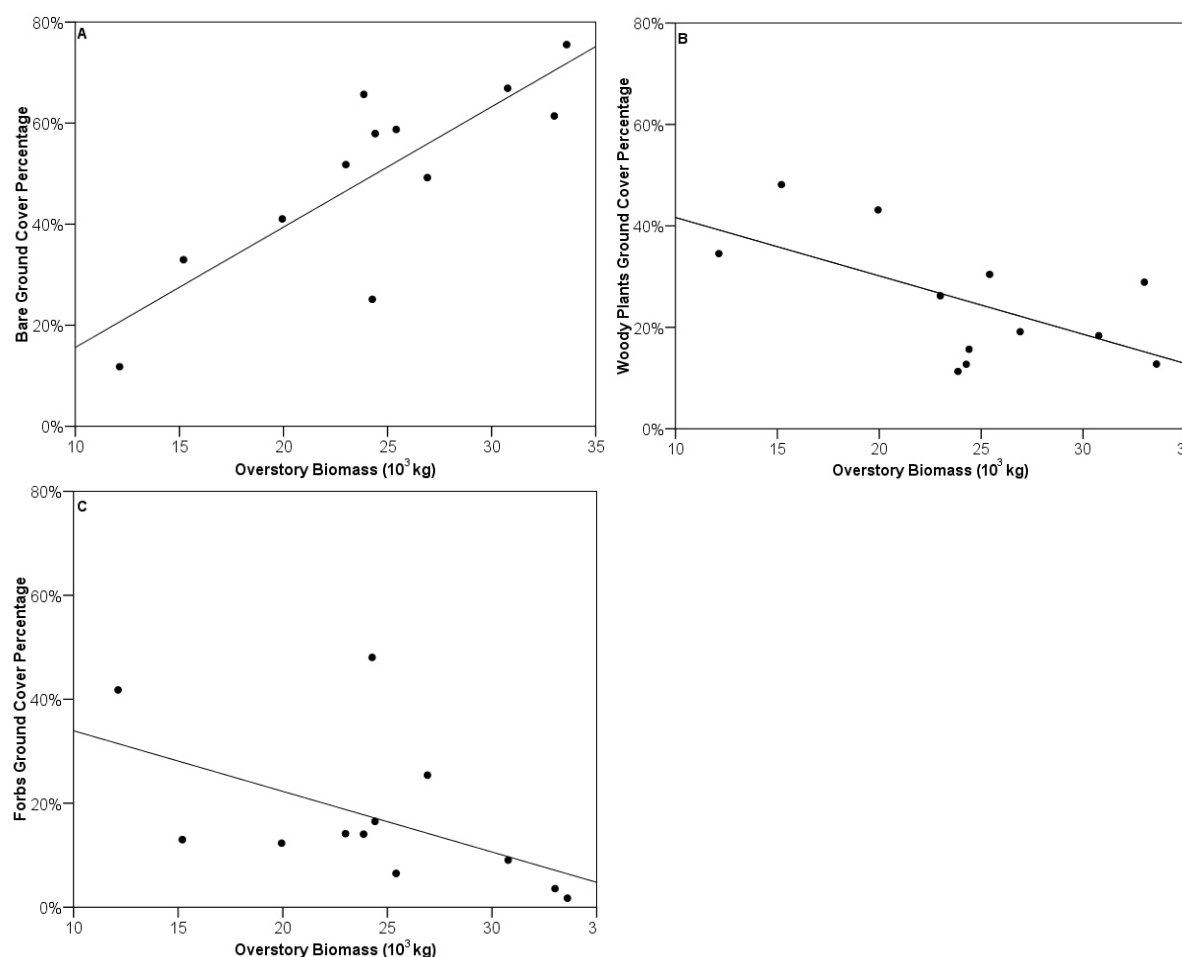 A
80%
60%
40%
20%
0%
Bare Ground Cover Percentage
10 15 20 25 30 35
Overstory Biomass (10³ kg)
B
80%
60%
40%
20%
0%
Woody Plants Ground Cover Percentage
10 15 20 25 30 3
Overstory Biomass (10³ kg)
C
80%
60%
40%
20%
0%
Forbs Ground Cover Percentage
10 15 20 25 30 3
Overstory Biomass (10³ kg)